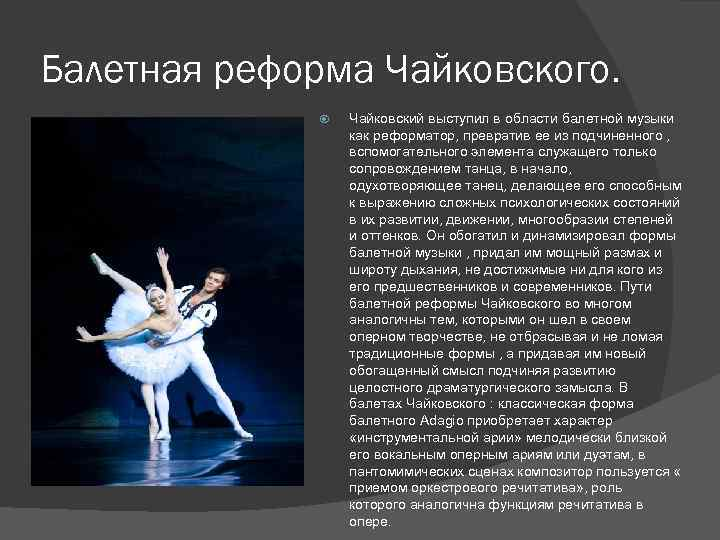 Балетная реформа Чайковского.
Чайковский выступил в области балетной музыки
как реформатор, превратив ее из подчиненного ,
вспомогательного элемента служащего только
сопровождением танца, в начало,
одухотворяющее танец, делающее его способным
к выражению сложных психологических состояний
в их развитии, движении, многообразии степеней
и оттенков. Он обогатил и динамизировал формы
балетной музыки , придал им мощный размах и
широту дыхания, не достижимые ни для кого из
его предшественников и современников. Пути
балетной реформы Чайковского во многом
аналогичны тем, которыми он шел в своем
оперном творчестве, не отбрасывая и не ломая
традиционные формы , а придавая им новый
обогащенный смысл подчиняя развитию
целостного драматургического замысла. В
балетах Чайковского : классическая форма
балетного Adagio приобретает характер
«инструментальной арии» мелодически близкой
его вокальным оперным ариям или дуэтам, в
пантомимических сценах композитор пользуется «
приемом оркестрового речитатива», роль
которого аналогична функциям речитатива в
опере.